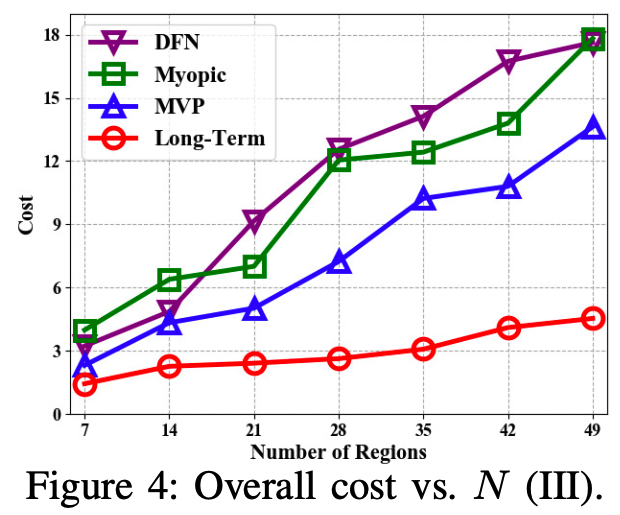 18
15
12
9
6
3
0
Cost
DFN
Myopic
MVP
Long-Term
7 14 21 28 35 42 49
Number of Regions
Figure 4: Overall cost vs. N (III).